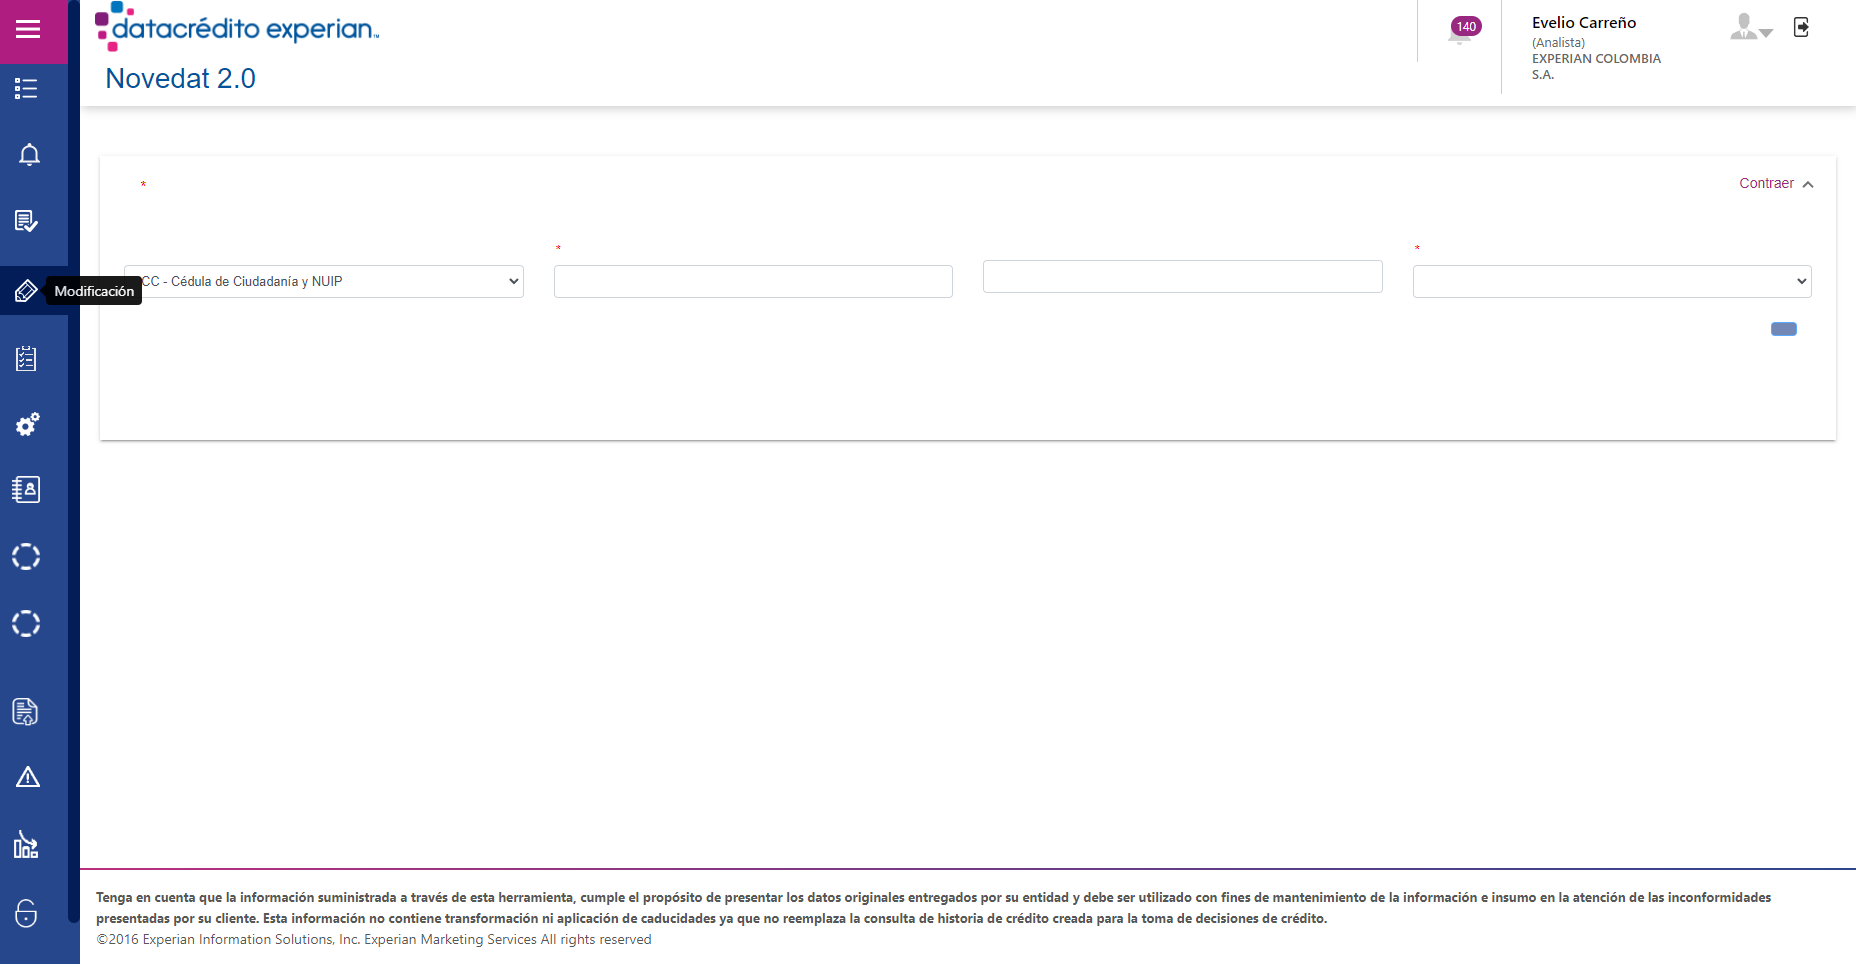 datacrédito experian™
Novedat 2.0
140
Evelio Carreño
(Analista)
EXPERIAN COLOMBIA
S.A.
*
Contraer
*
*
CC - Cédula de Ciudadanía y NUIP
Modificación
Tenga en cuenta que la información suministrada a través de esta herramienta, cumple el propósito de presentar los datos originales entregados por su entidad y debe ser utilizado con fines de mantenimiento de la información e insumo en la atención de las inconformidades
presentadas por su cliente. Esta información no contiene transformación ni aplicación de caducidades ya que no reemplaza la consulta de historia de crédito creada para la toma de decisiones de crédito.
©2016 Experian Information Solutions, Inc. Experian Marketing Services All rights reserved